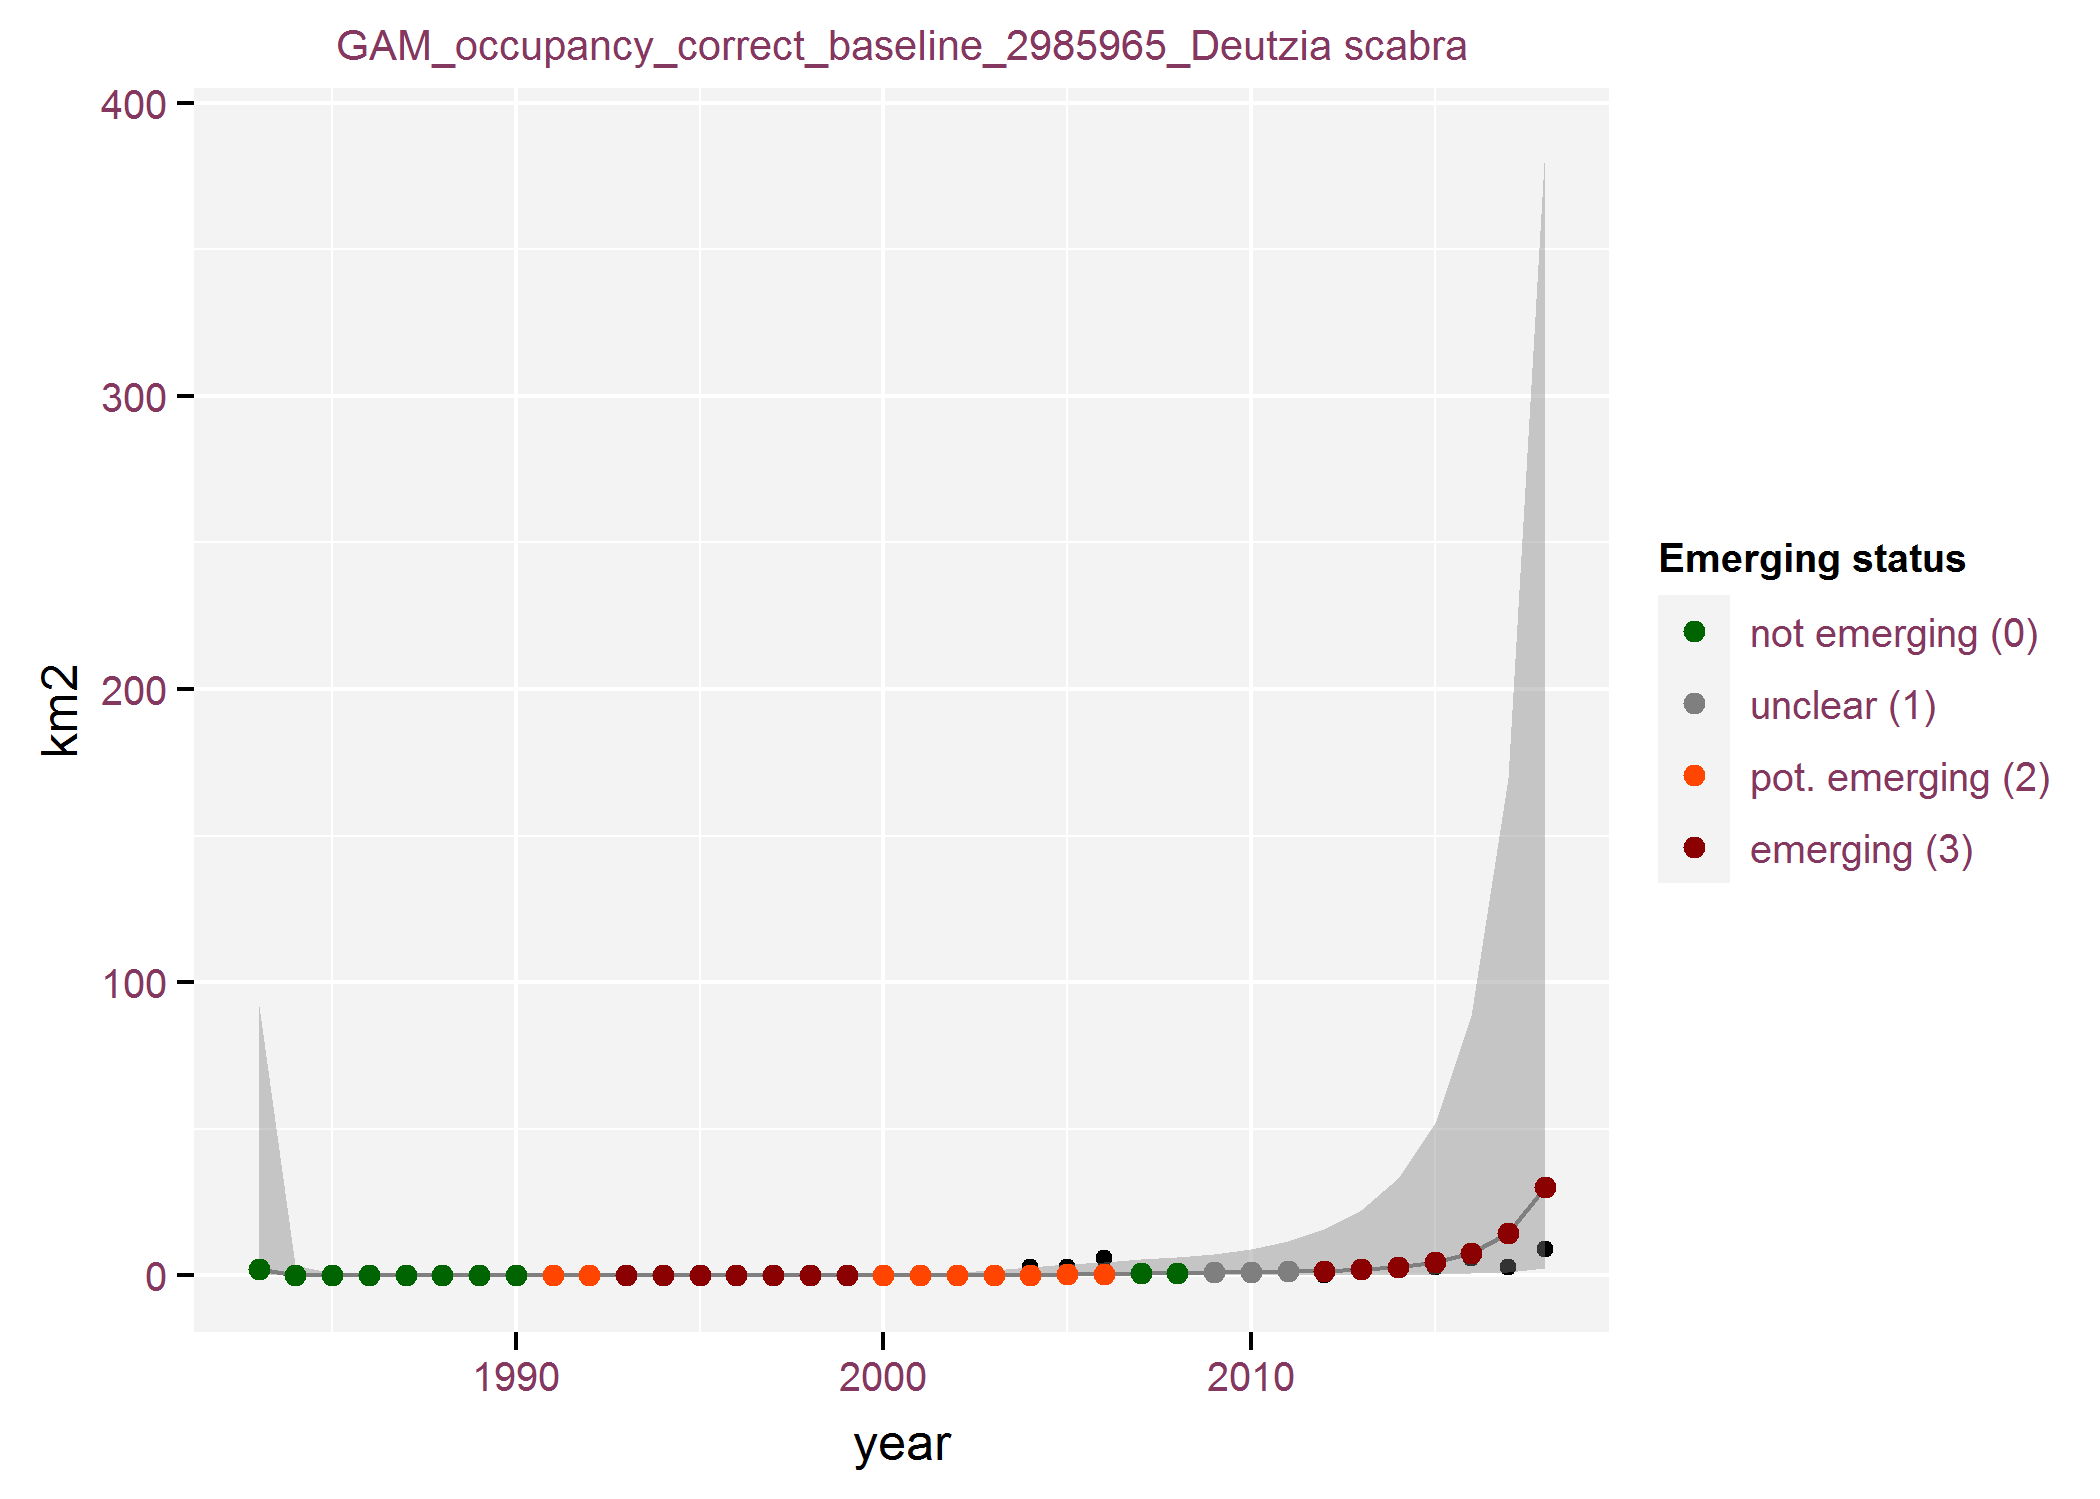 GAM_occupancy_correct_baseline_2985965_Deutzia scabra
400
300
200
100
0
km2
1990
2000
2010
year
Emerging status
not emerging (0)
unclear (1)
pot. emerging (2)
emerging (3)